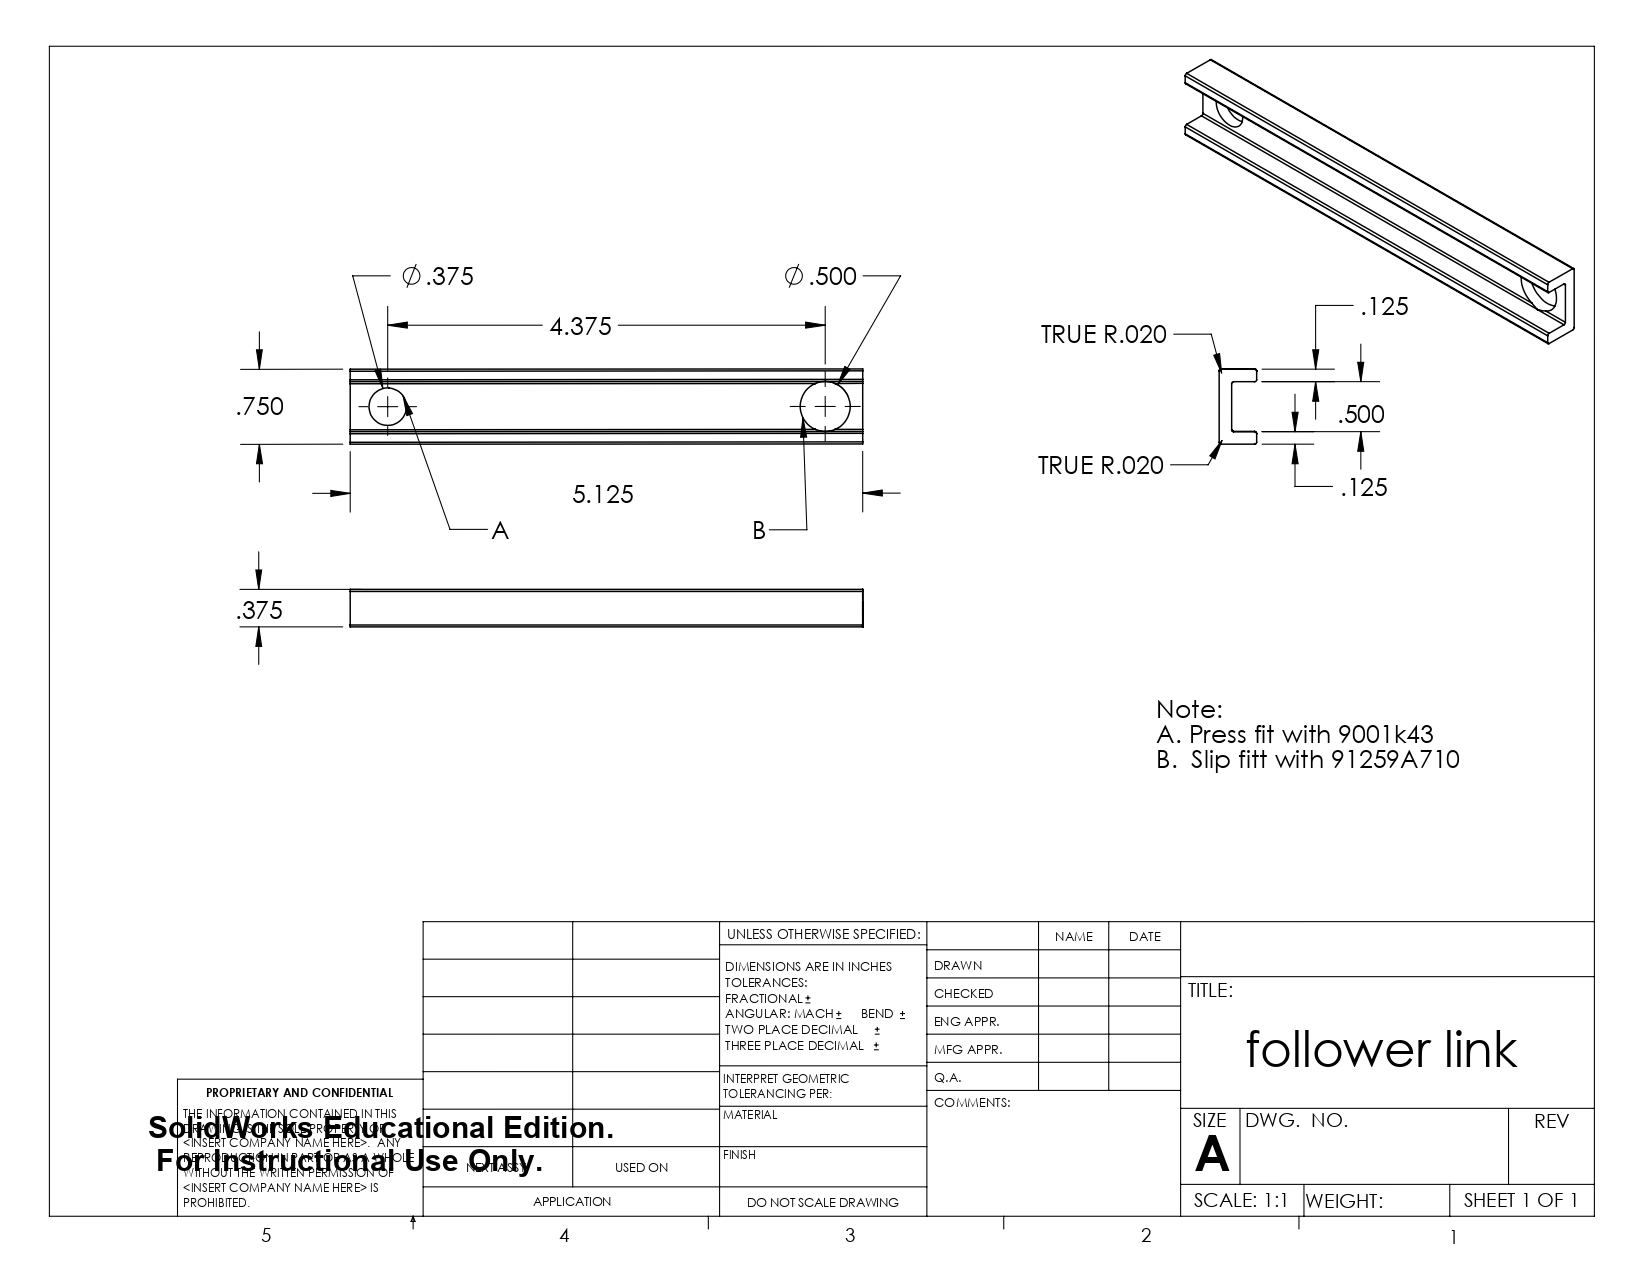 ⌀.375
⌀.500
4.375
.125
TRUE R.020
.750
.500
TRUE R.020
.125
5.125
A
B
.375
Note:
A. Press fit with 9001k43
B.  Slip fitt with 91259A710
UNLESS OTHERWISE SPECIFIED:
DIMENSIONS ARE IN INCHES
TOLERANCES:
FRACTIONAL ±
ANGULAR: MACH ± BEND ±
TWO PLACE DECIMAL ±
THREE PLACE DECIMAL ±
INTERPRET GEOMETRIC
TOLERANCING PER:
MATERIAL
FINISH
DO NOT SCALE DRAWING
NAME DATE
DRAWN
CHECKED
ENG APPR.
MFG APPR.
Q.A.
COMMENTS:
TITLE:
follower link
SIZE DWG. NO. REV
A
SCALE: 1:1 WEIGHT: SHEET 1 OF 1
PROPRIETARY AND CONFIDENTIAL
THE INFORMATION CONTAINED IN THIS
DRAWING IS THE SOLE PROPERTY OF
<INSERT COMPANY NAME HERE>. ANY
REPRODUCTION IN PART OR AS A WHOLE
WITHOUT THE WRITTEN PERMISSION OF
<INSERT COMPANY NAME HERE> IS
PROHIBITED.
SolidWorks Educational Edition.
For Instructional Use Only.
NEXT ASSY USED ON
APPLICATION
5 4 3 2 1